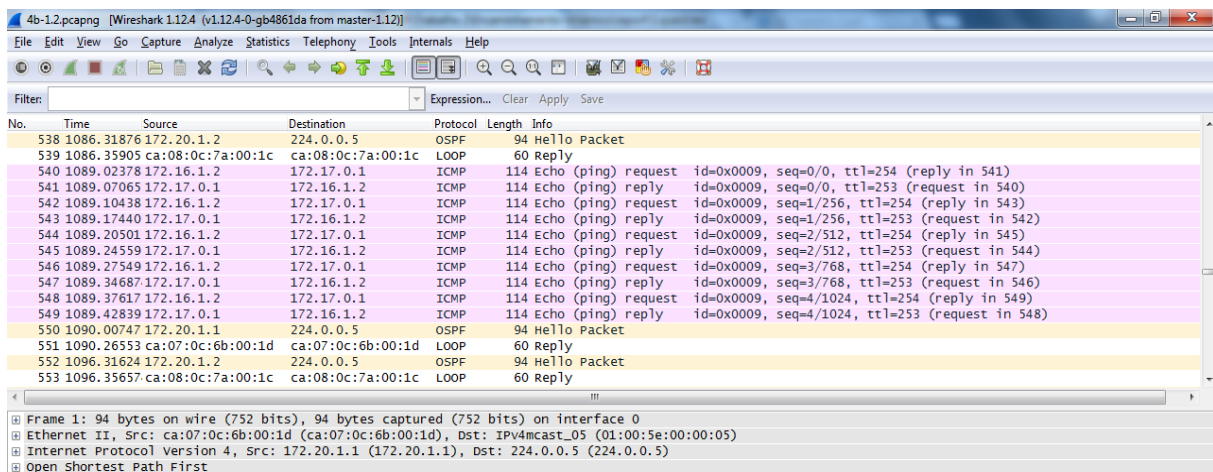 4b-1.2.pcapng [Wireshark 1.12.4 (v1.12.4-0-gb4861da from master-1.12)]
File Edit View Go Capture Analyze Statistics Telephony Tools Internals Help
Filter: Expression... Clear Apply Save
No. Time Source Destination Protocol Length Info
538 1086.31876 172.20.1.2 224.0.0.5 OSPF 94 Hello Packet
539 1086.35905 ca:08:0c:7a:00:1c ca:08:0c:7a:00:1c LOOP 60 Reply
540 1089.02378 172.16.1.2 172.17.0.1 ICMP 114 Echo (ping) request id=0x0009, seq=0/0, ttl=254 (reply in 541)
541 1089.07065 172.17.0.1 172.16.1.2 ICMP 114 Echo (ping) reply id=0x0009, seq=0/0, ttl=253 (request in 540)
542 1089.10438 172.16.1.2 172.17.0.1 ICMP 114 Echo (ping) request id=0x0009, seq=1/256, ttl=254 (reply in 543)
543 1089.17440 172.17.0.1 172.16.1.2 ICMP 114 Echo (ping) reply id=0x0009, seq=1/256, ttl=253 (request in 542)
544 1089.20501 172.16.1.2 172.17.0.1 ICMP 114 Echo (ping) request id=0x0009, seq=2/512, ttl=254 (reply in 545)
545 1089.24559 172.17.0.1 172.16.1.2 ICMP 114 Echo (ping) reply id=0x0009, seq=2/512, ttl=253 (request in 544)
546 1089.27549 172.16.1.2 172.17.0.1 ICMP 114 Echo (ping) request id=0x0009, seq=3/768, ttl=254 (reply in 547)
547 1089.34687 172.17.0.1 172.16.1.2 ICMP 114 Echo (ping) reply id=0x0009, seq=3/768, ttl=253 (request in 546)
548 1089.37617 172.16.1.2 172.17.0.1 ICMP 114 Echo (ping) request id=0x0009, seq=4/1024, ttl=254 (reply in 549)
549 1089.42839 172.17.0.1 172.16.1.2 ICMP 114 Echo (ping) reply id=0x0009, seq=4/1024, ttl=253 (request in 548)
550 1090.00747 172.20.1.1 224.0.0.5 OSPF 94 Hello Packet
551 1090.26553 ca:07:0c:6b:00:1d ca:07:0c:6b:00:1d LOOP 60 Reply
552 1096.31624 172.20.1.2 224.0.0.5 OSPF 94 Hello Packet
553 1096.35657 ca:08:0c:7a:00:1c ca:08:0c:7a:00:1c LOOP 60 Reply
Frame 1: 94 bytes on wire (752 bits), 94 bytes captured (752 bits) on interface 0
Ethernet II, Src: ca:07:0c:6b:00:1d (ca:07:0c:6b:00:1d), Dst: IPv4mcast_05 (01:00:5e:00:00:05)
Internet Protocol Version 4, Src: 172.20.1.1 (172.20.1.1), Dst: 224.0.0.5 (224.0.0.5)
Open Shortest Path First